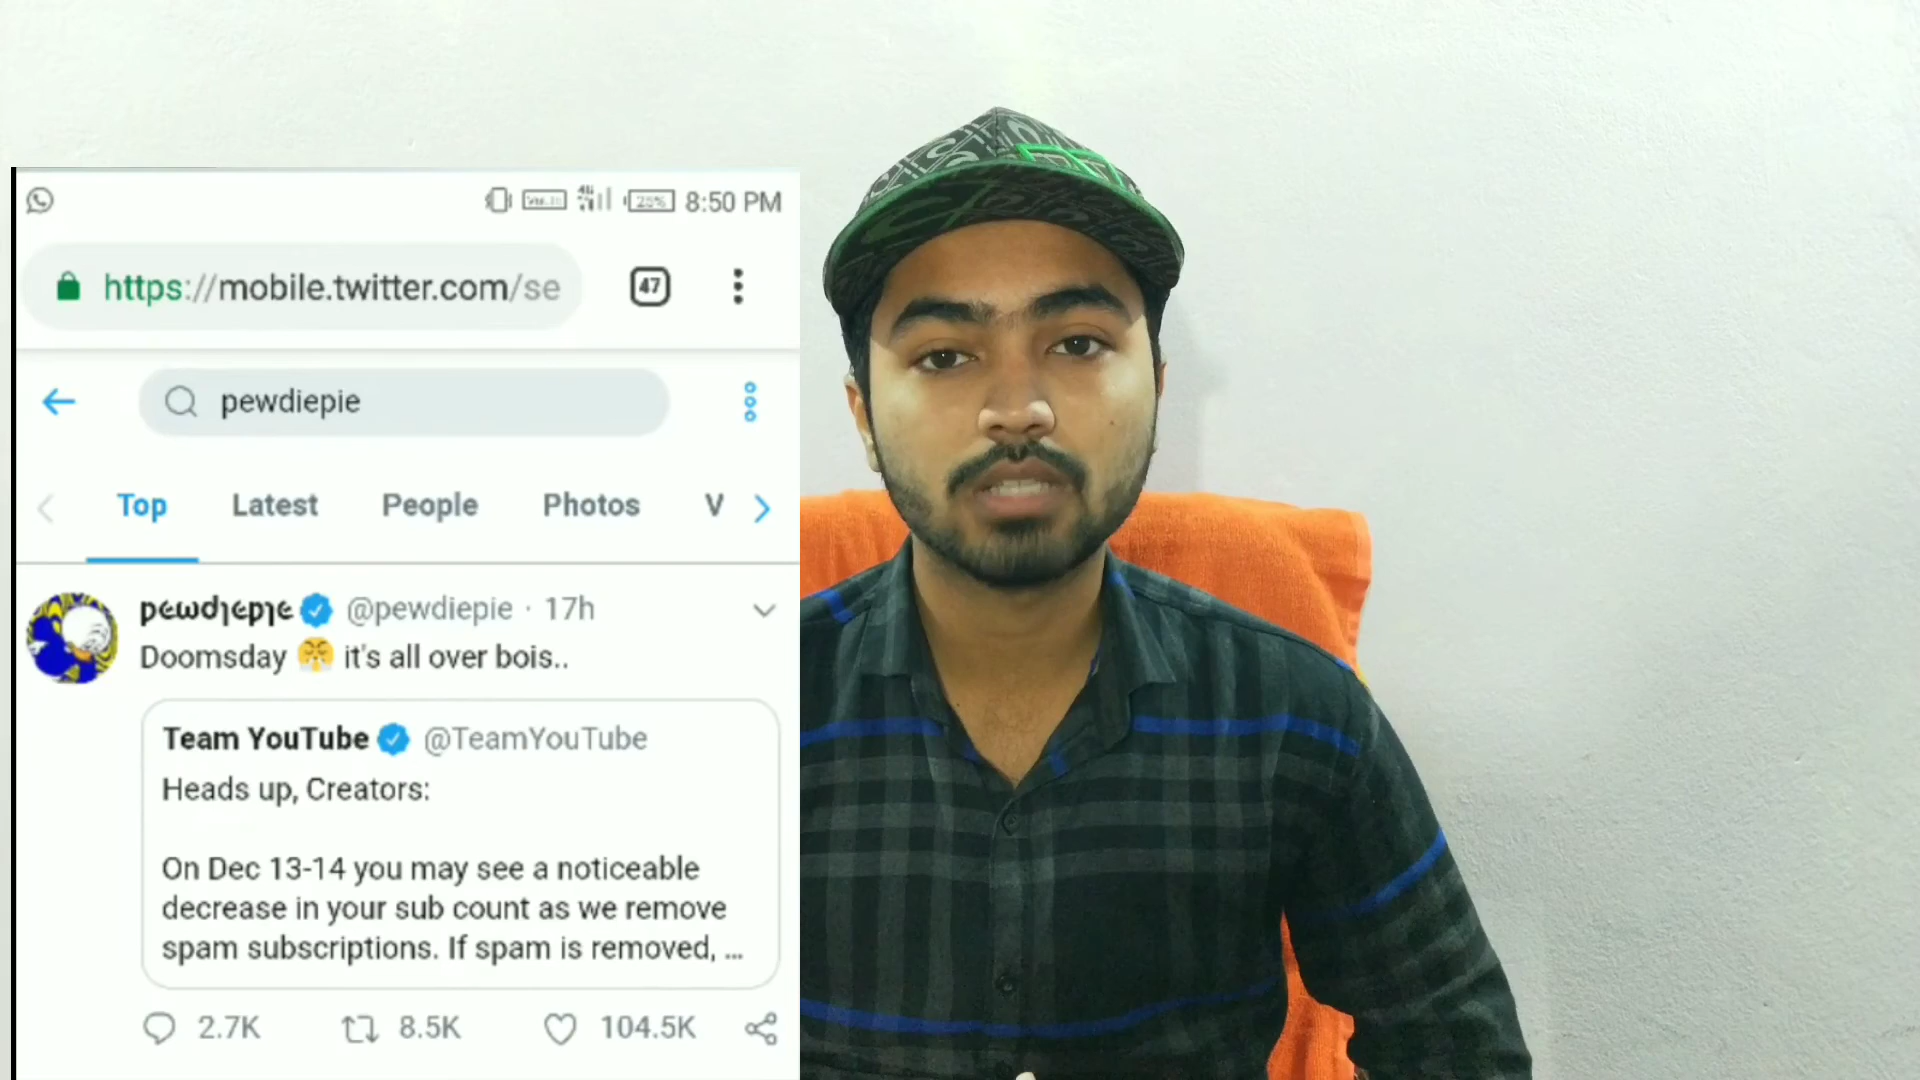 8:50 PM
https://mobile.twitter.com/se
47
pewdiepie
Top Latest People Photos V
pewdiepie @pewdiepie · 17h
Doomsday 😤 it's all over bois..
Team YouTube @TeamYouTube
Heads up, Creators:
On Dec 13-14 you may see a noticeable
decrease in your sub count as we remove
spam subscriptions. If spam is removed, ...
2.7K 8.5K 104.5K